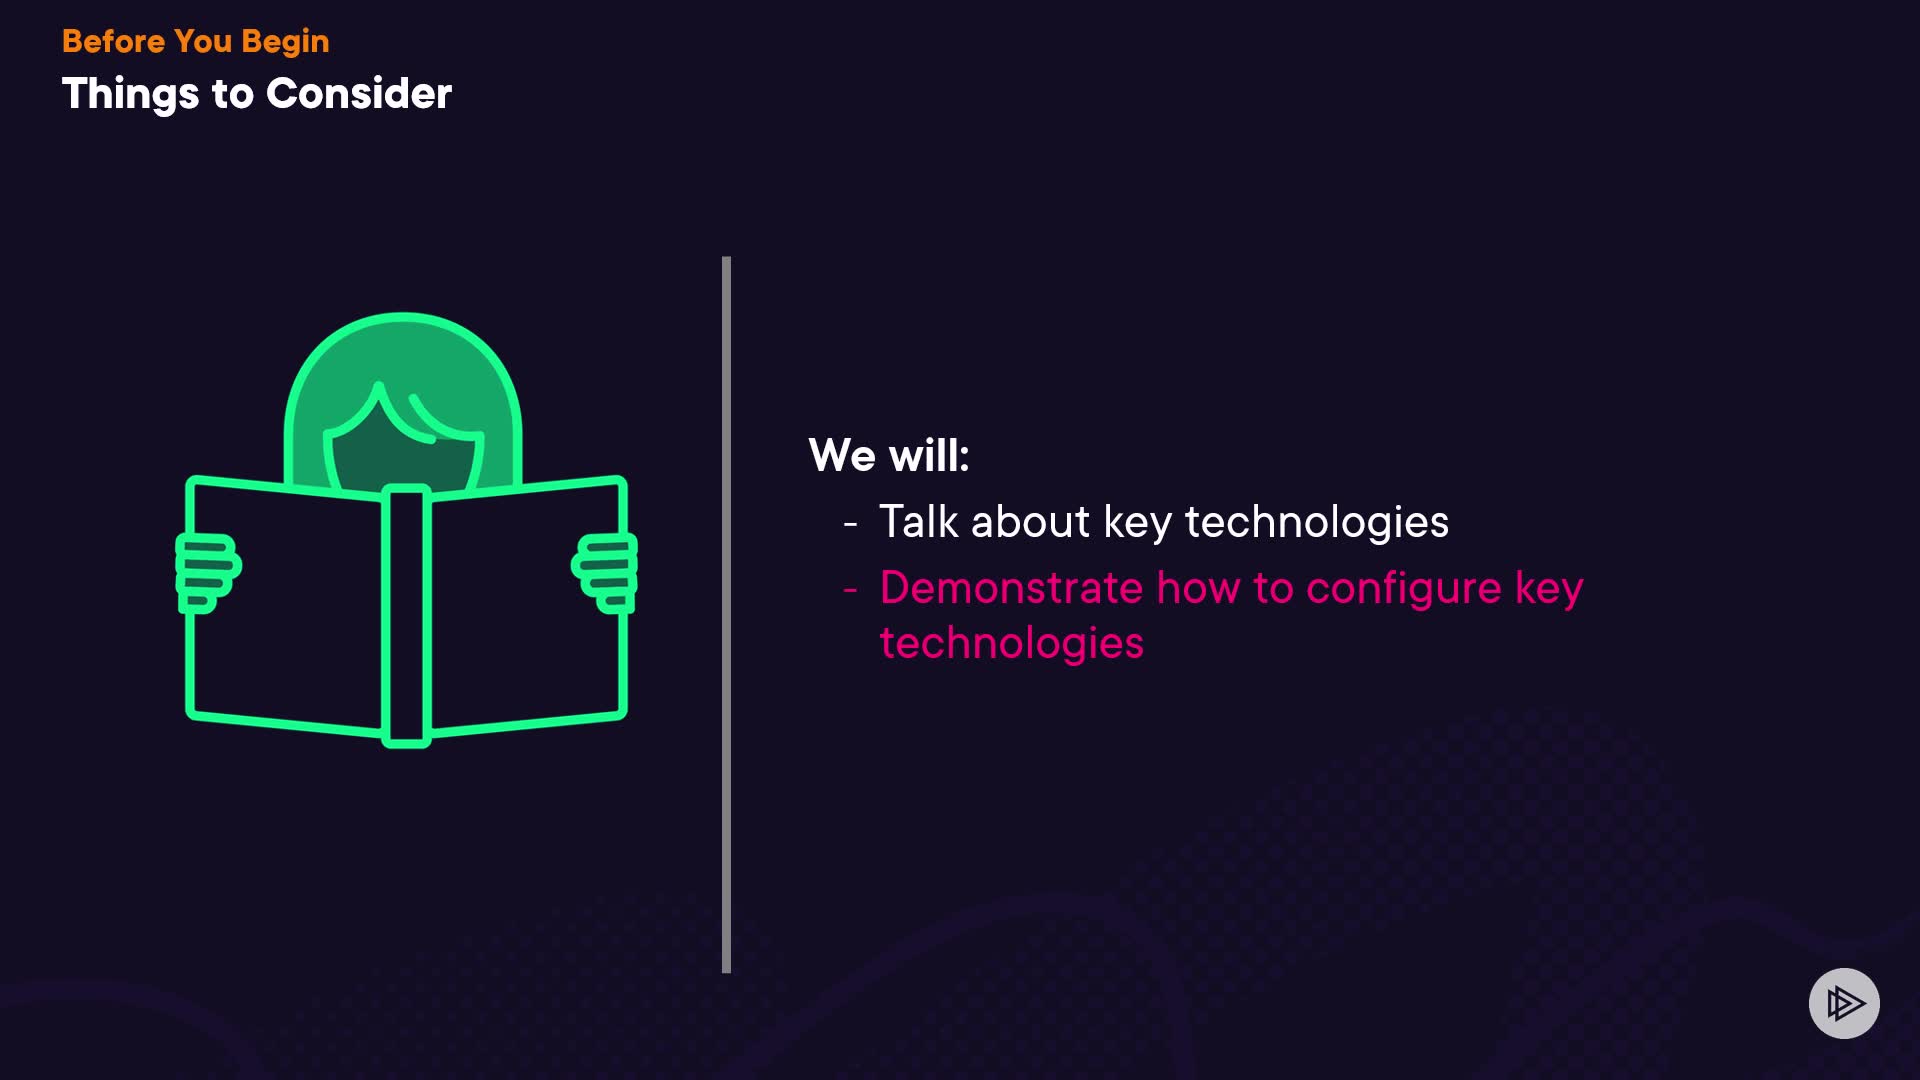 Before You Begin
Things to Consider
We will:
- Talk about key technologies
- Demonstrate how to configure key
technologies